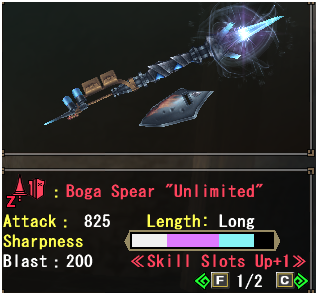 Z : Boga Spear "Unlimited"
Attack : 825 Length: Long
Sharpness
Blast : 200 ≪Skill Slots Up+1≫
F 1/2 C